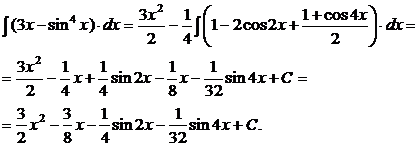 ∫(3x−sin⁴x)·dx = 3x²/2 − 1/4 ∫(1−2cos2x+ (1+cos4x)/2)·dx =
= 3x²/2 − 1/4 x + 1/4 sin2x − 1/8 x − 1/32 sin4x + C =
= 3/2 x² − 3/8 x − 1/4 sin2x − 1/32 sin4x + C.